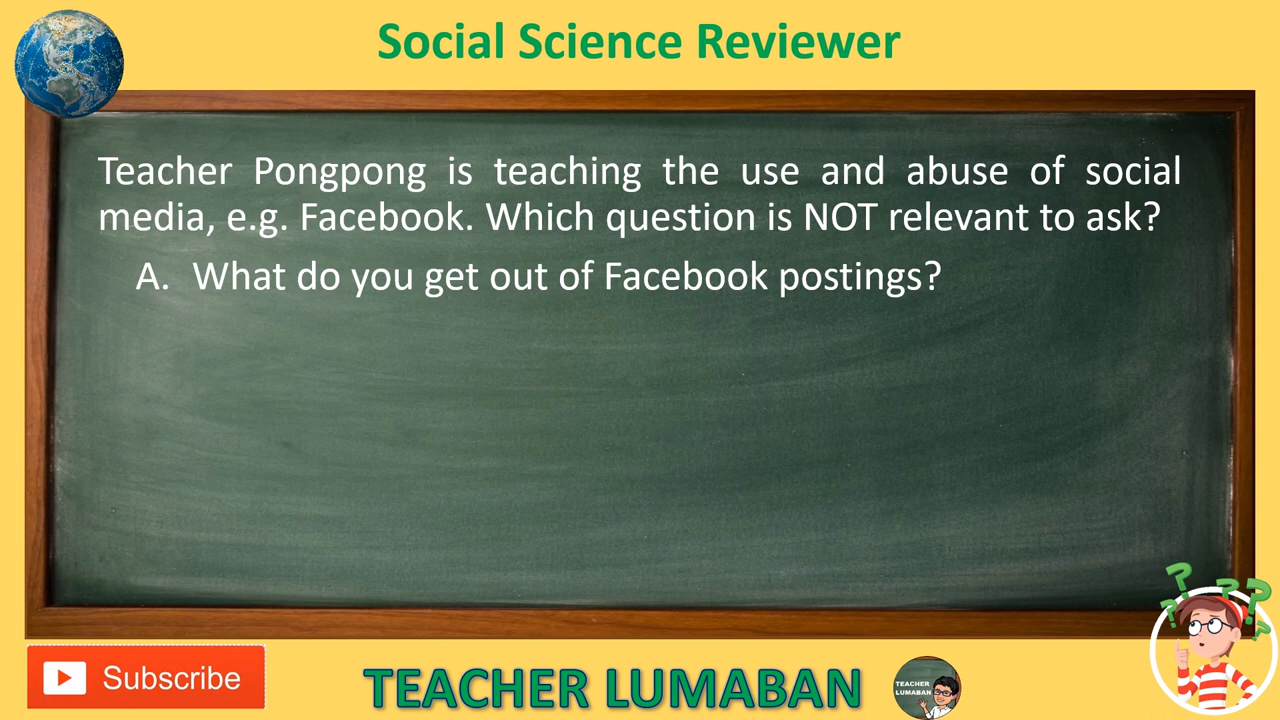 Social Science Reviewer
Teacher Pongpong is teaching the use and abuse of social
media, e.g. Facebook. Which question is NOT relevant to ask?
A. What do you get out of Facebook postings?
Subscribe
TEACHER LUMABAN
TEACHER
LUMABAN